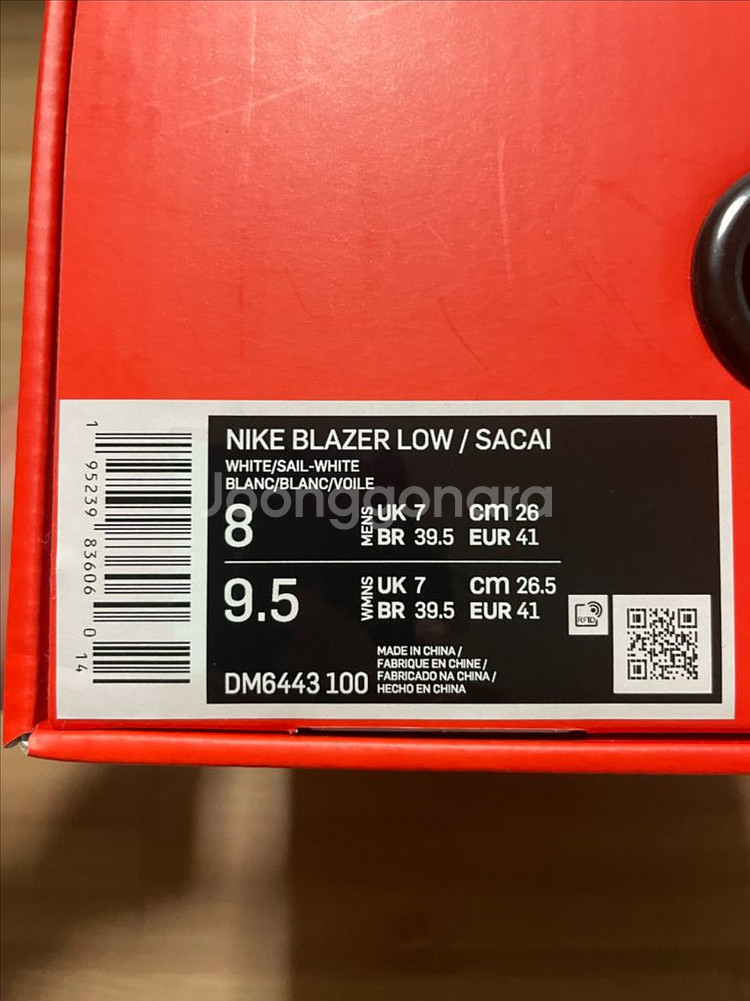 NIKE BLAZER LOW / SACAI
WHITE/SAIL-WHITE
BLANC/BLANC/VOILE
Joonggonara
8 MENS UK 7 cm 26
BR 39.5 EUR 41
9.5 WMNS UK 7 cm 26.5
BR 39.5 EUR 41
RFID
DM6443 100
MADE IN CHINA /
FABRIQUE EN CHINE /
FABRICADO NA CHINA /
HECHO EN CHINA
1 95239 83606 0 14